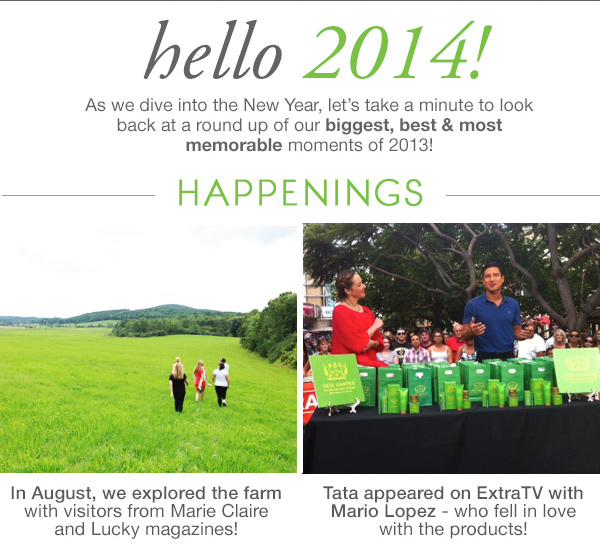 hello 2014!
As we dive into the New Year, let's take a minute to look
back at a round up of our biggest, best & most
memorable moments of 2013!
HAPPENINGS
TATA HARPER
In August, we explored the farm
with visitors from Marie Claire
and Lucky magazines!
Tata appeared on ExtraTV with
Mario Lopez - who fell in love
with the products!